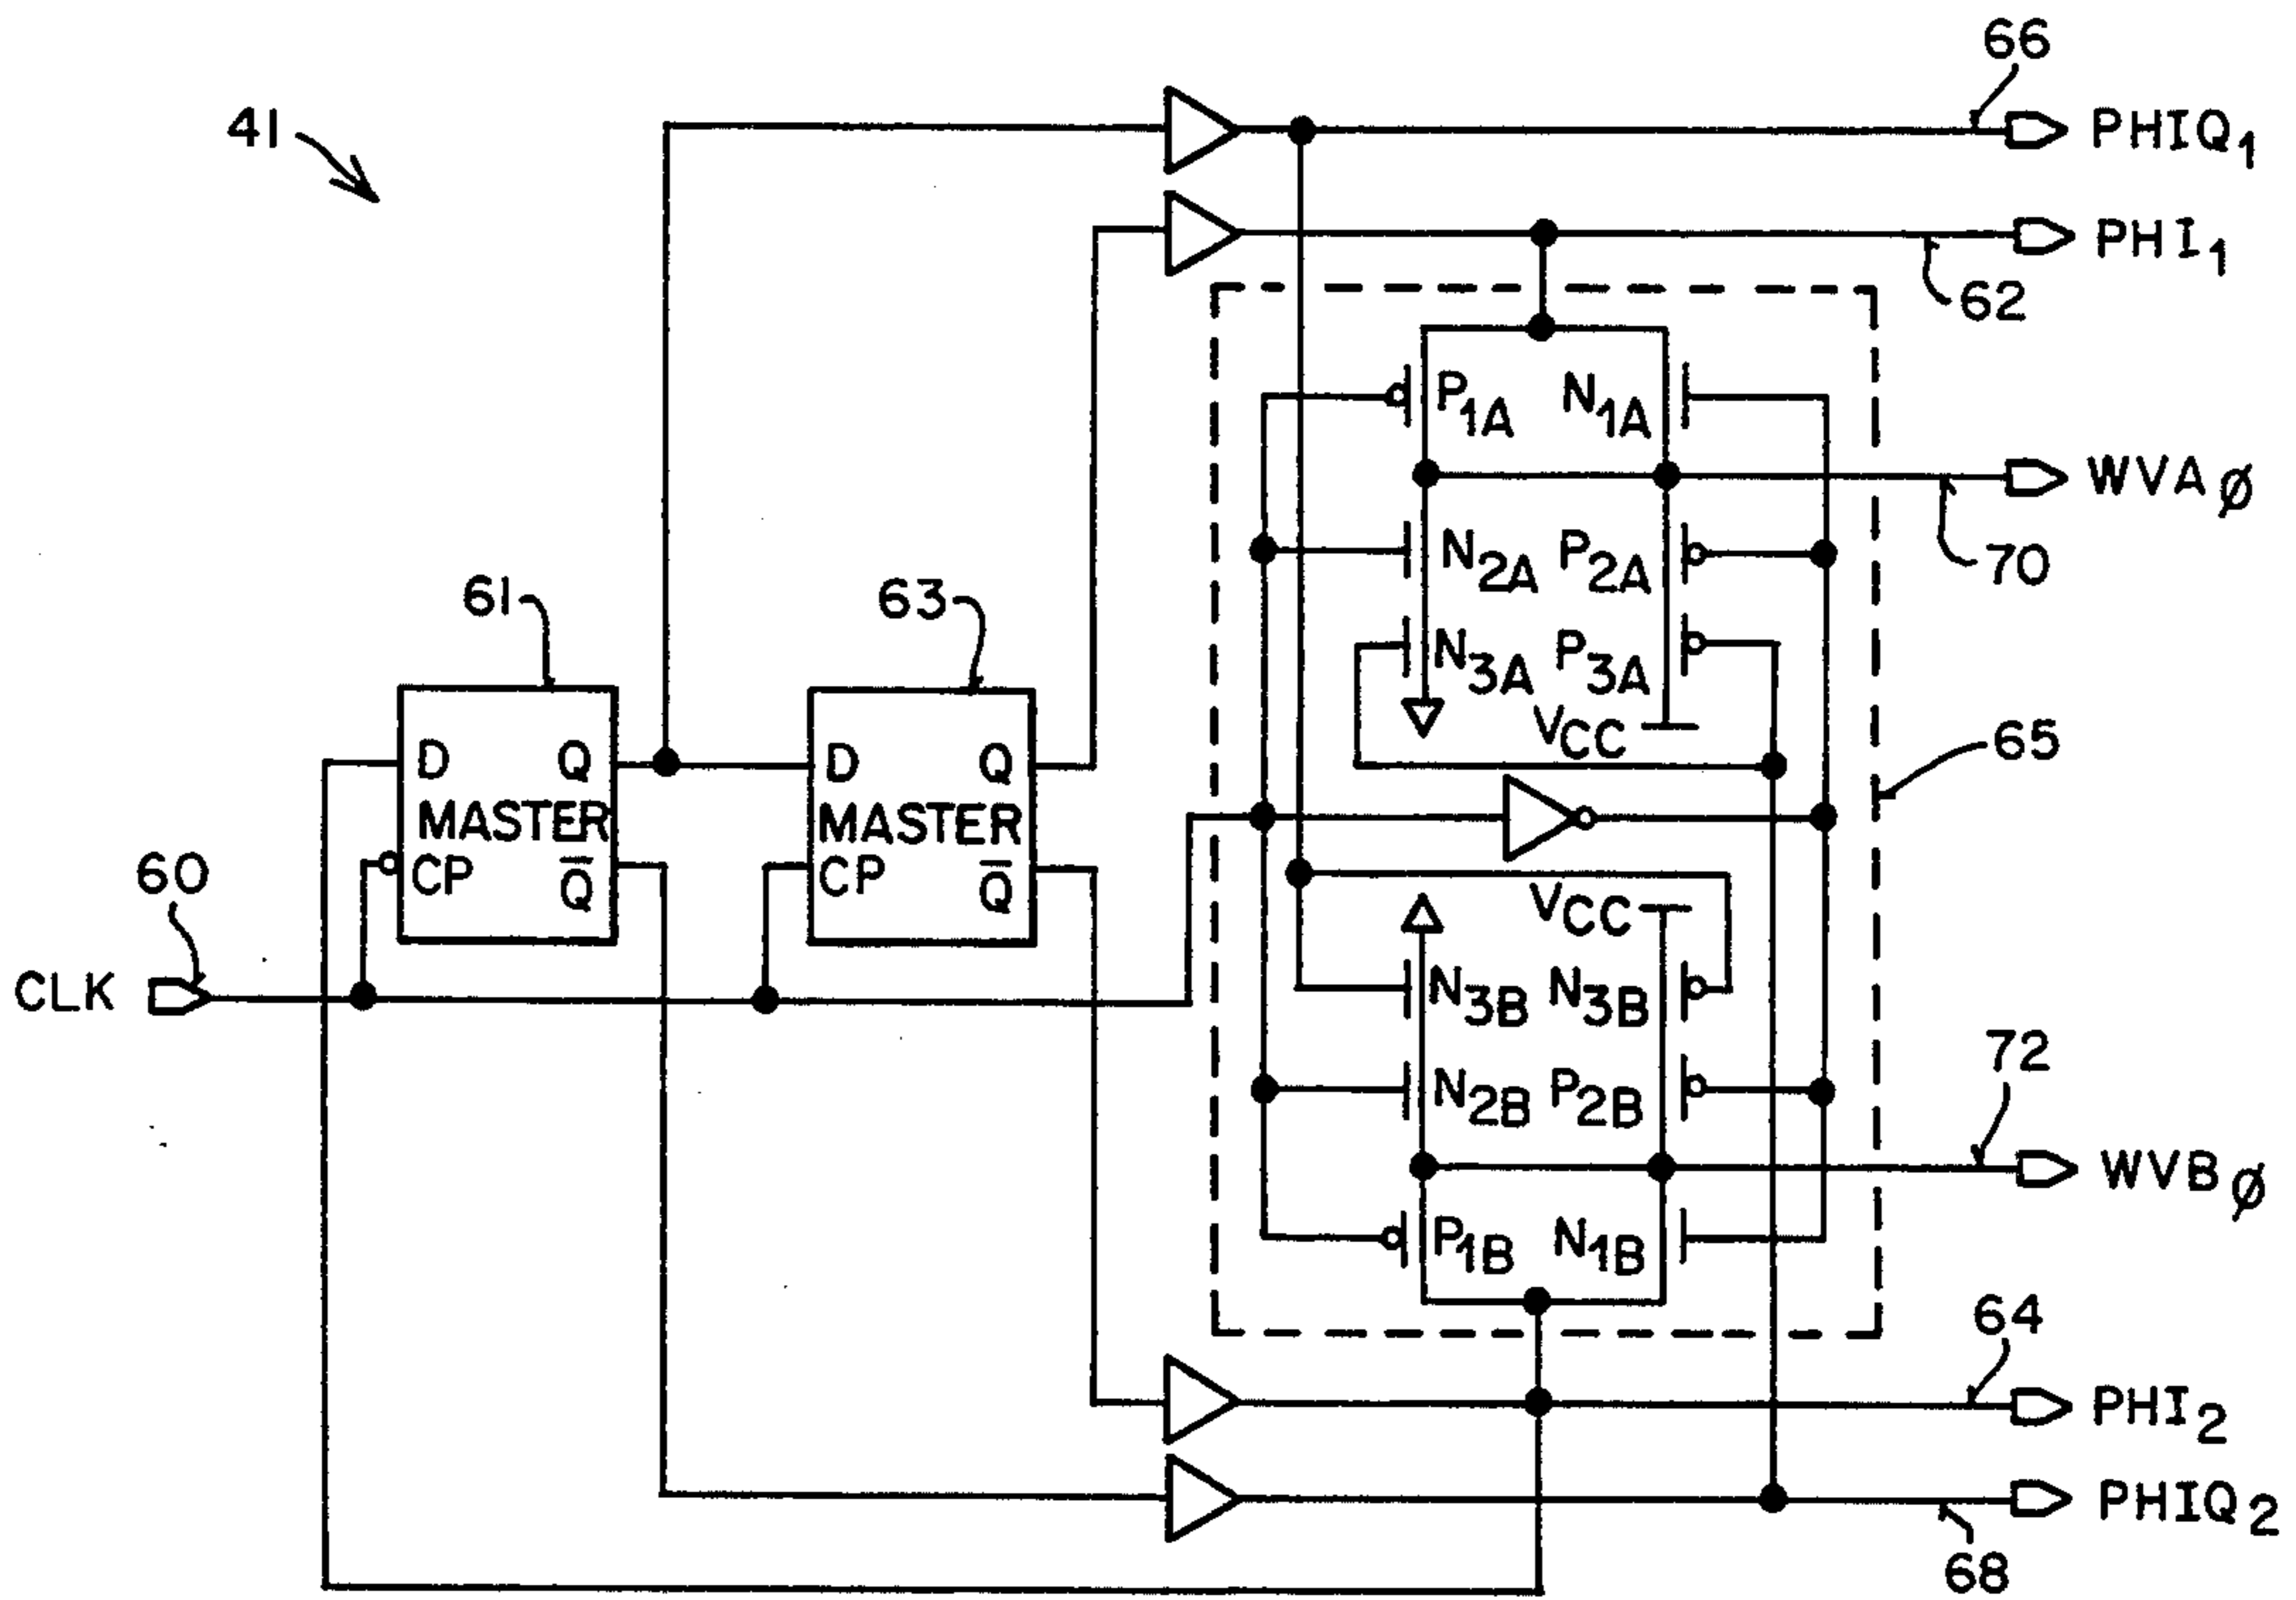 66
41
PHIQ1
PHI1
62
P1A N1A
WVAØ
70
N2A P2A
N3A P3A
VCC
65
61
63
D Q
MASTER
CP Q̅
D Q
MASTER
CP Q̅
60
CLK
VCC
N3B N3B
N2B P2B
72
WVBØ
P1B N1B
64
PHI2
PHIQ2
68